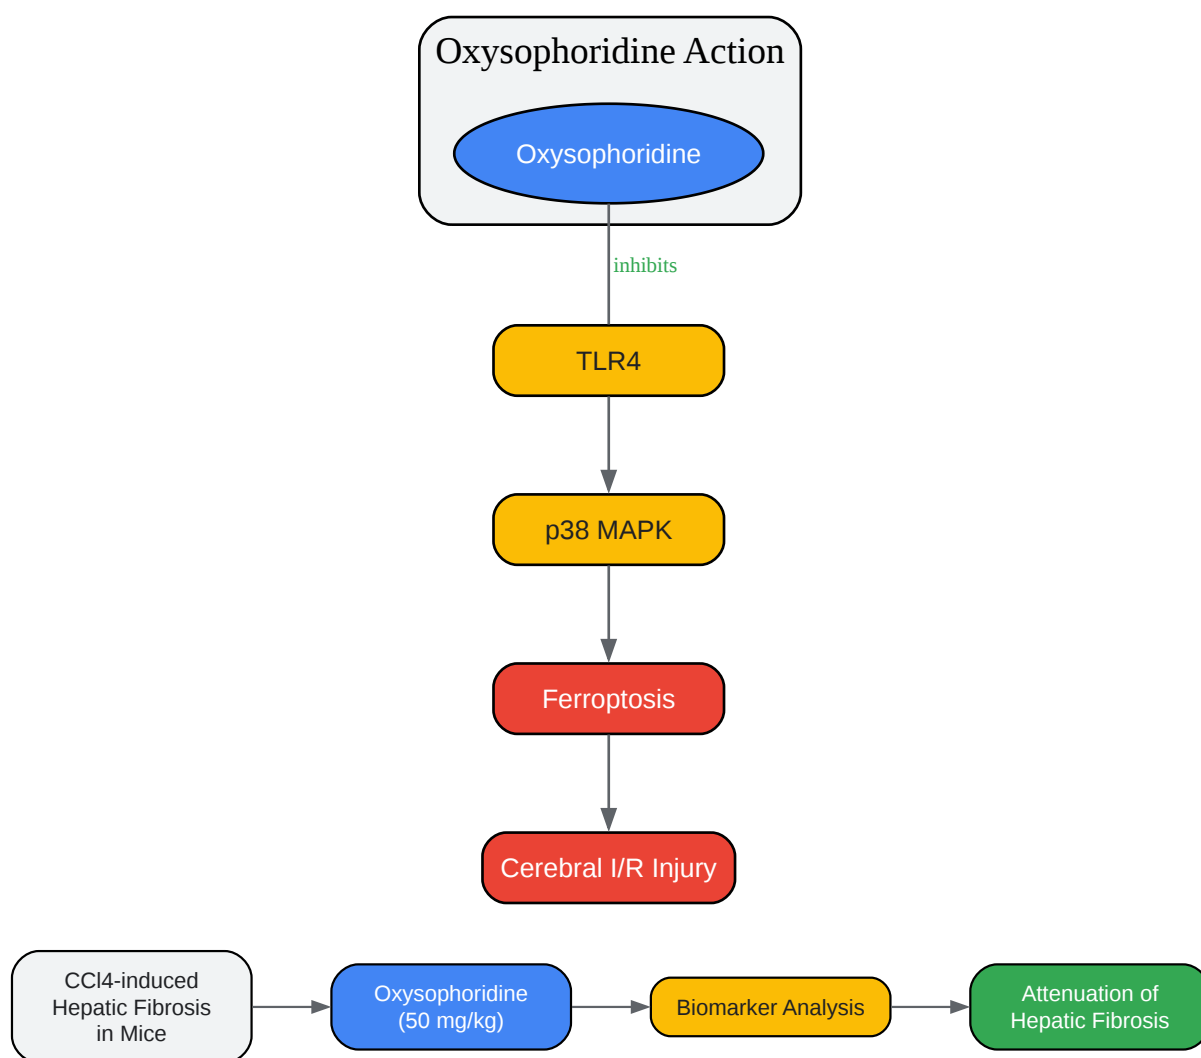 Oxysophoridine Action
Oxysophoridine
inhibits
TLR4
p38 MAPK
Ferroptosis
Cerebral I/R Injury
CCl4-induced
Hepatic Fibrosis
in Mice
Oxysophoridine
(50 mg/kg)
Biomarker Analysis
Attenuation of
Hepatic Fibrosis